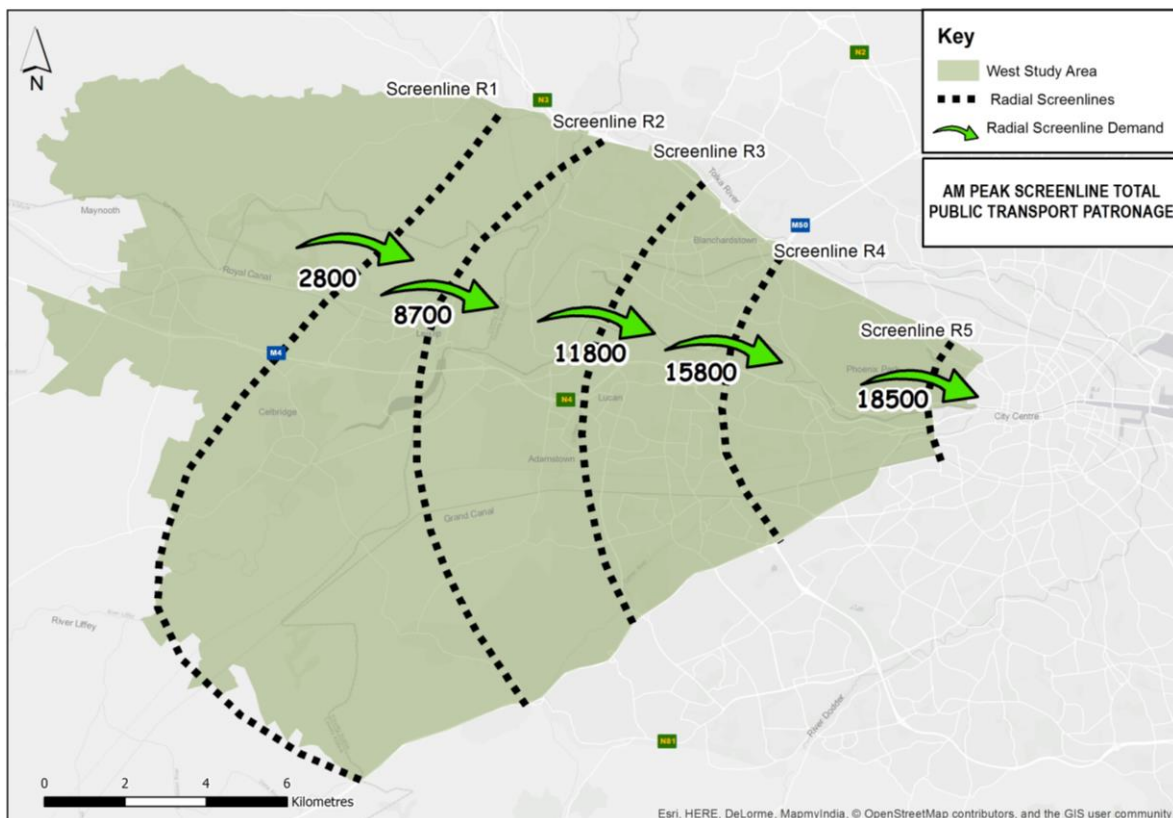 N
Screenline R1
N3
N2
Screenline R2
Screenline R3
Tolka River
Key
West Study Area
Radial Screenlines
Radial Screenline Demand
AM PEAK SCREENLINE TOTAL
PUBLIC TRANSPORT PATRONAGE
Maynooth
Blanchardstown
M50
Screenline R4
Royal Canal
2800
8700
11800
15800
Screenline R5
Phoenix Park
18500
M4
Celbridge
N4
Lucan
City Centre
Adamstown
Grand Canal
River Liffey
N81
River Dodder
0 2 4 6
Kilometres
Esri, HERE, DeLorme, MapmyIndia, © OpenStreetMap contributors, and the GIS user community